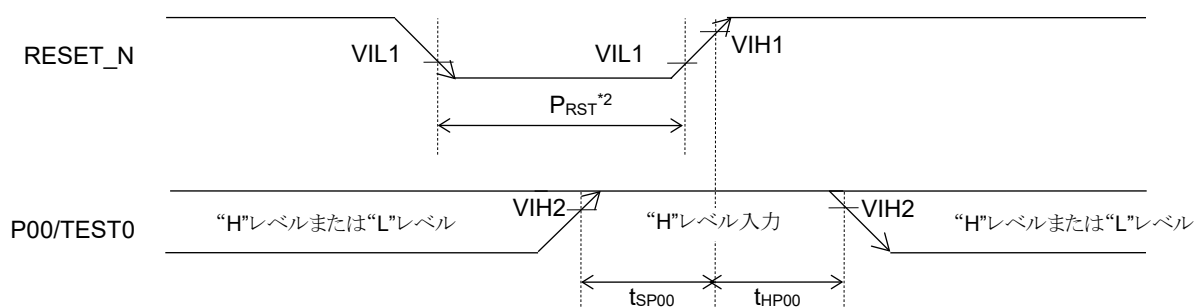 RESET_N
VIL1
VIL1
VIH1
PRST*2
P00/TEST0
“H”レベルまたは“L”レベル
VIH2
“H”レベル入力
VIH2
“H”レベルまたは“L”レベル
tSP00
tHP00